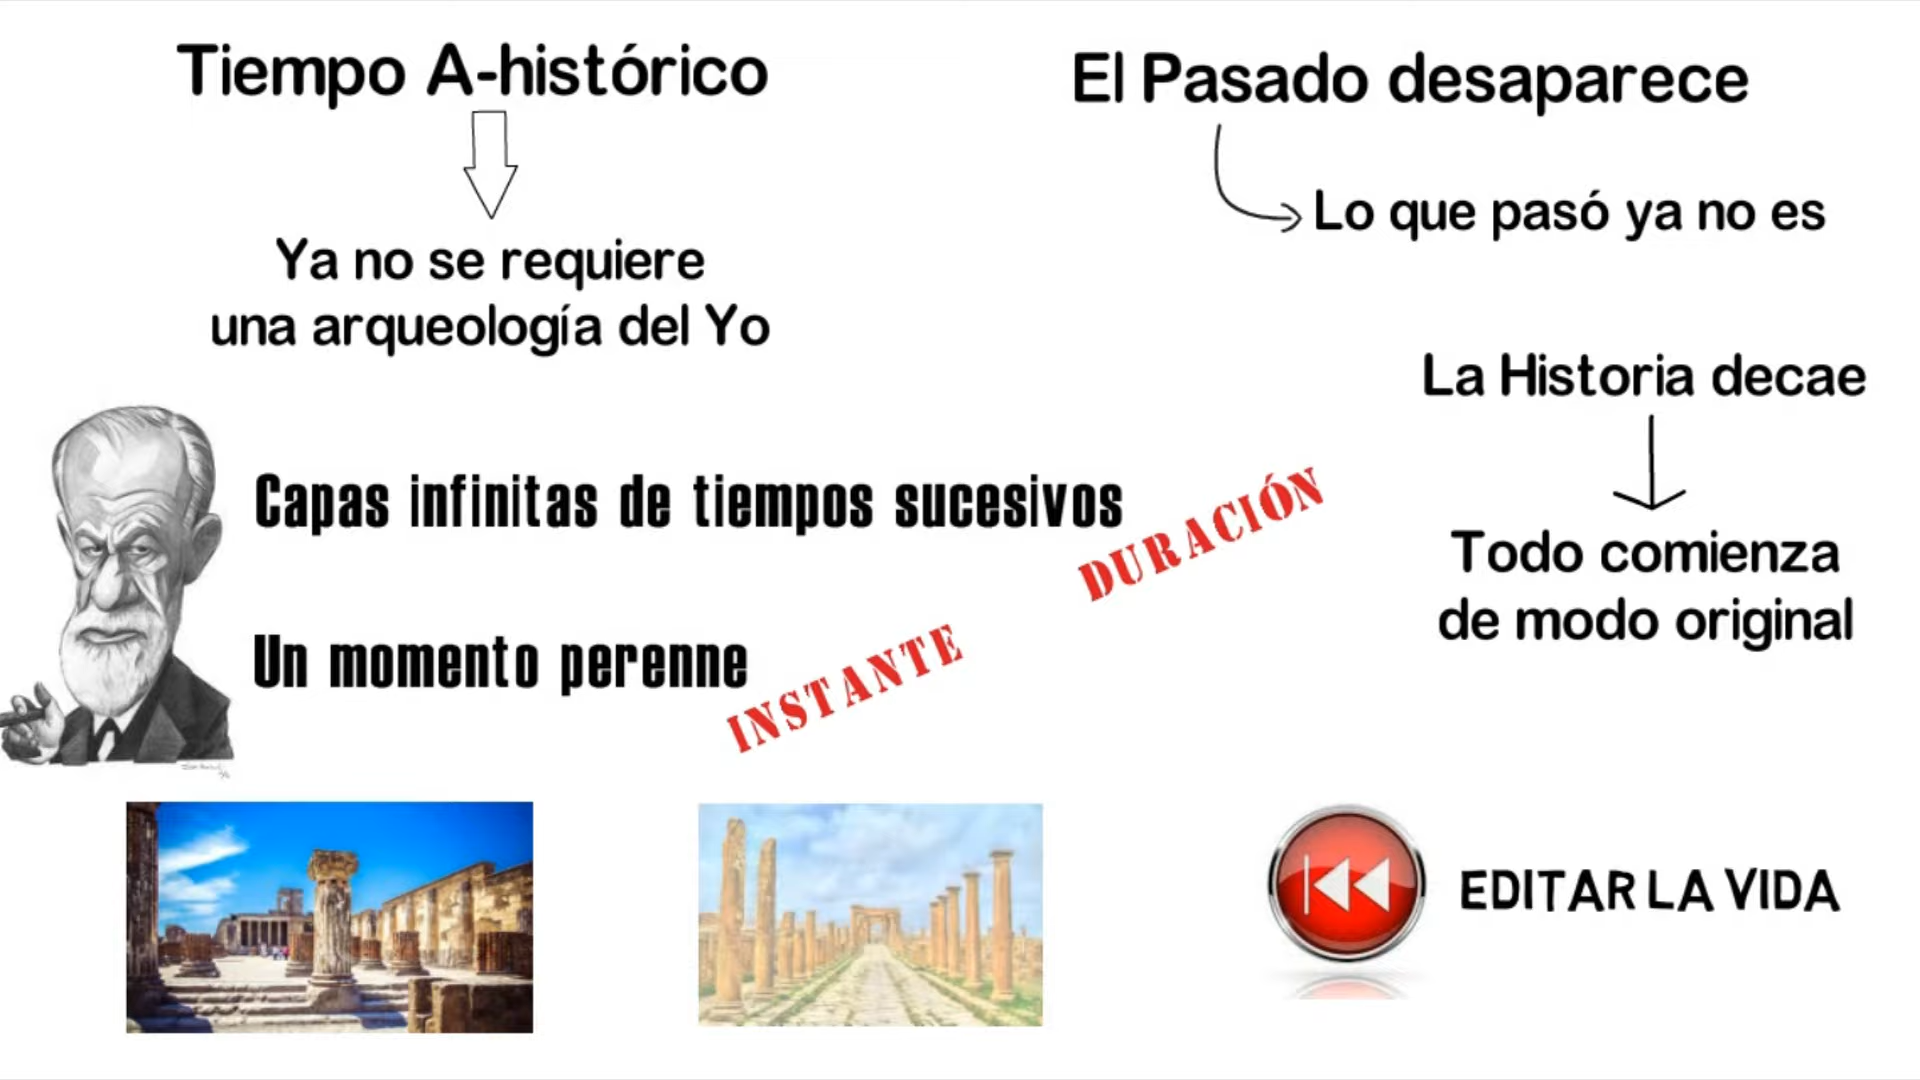 Tiempo A-histórico
Ya no se requiere
una arqueología del Yo
El Pasado desaparece
Lo que pasó ya no es
La Historia decae
Todo comienza
de modo original
Capas infinitas de tiempos sucesivos
DURACIÓN
Un momento perenne
INSTANTE
EDITAR LA VIDA